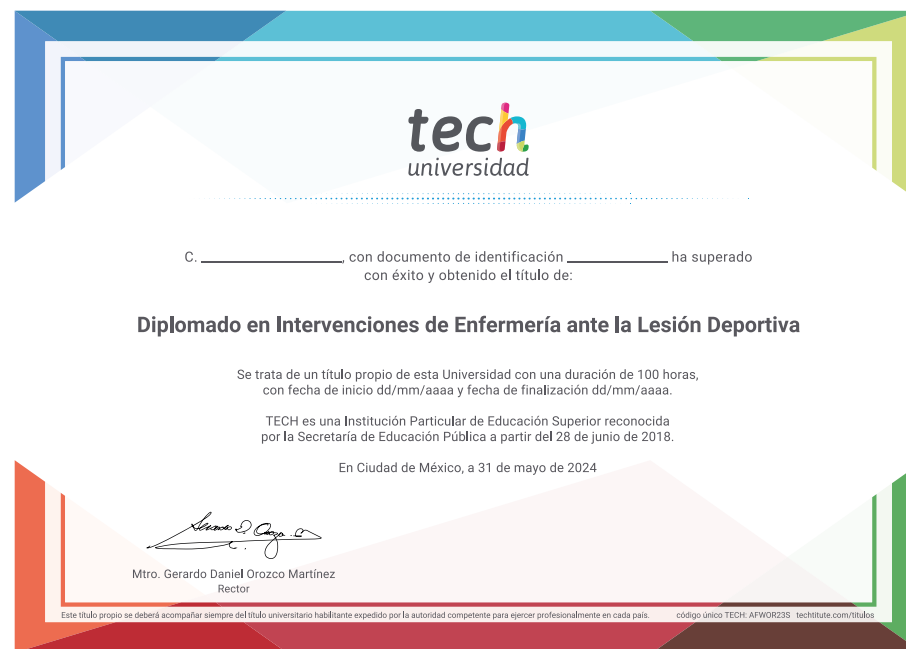 tech
universidad
C. ____________, con documento de identificación ____________ ha superado
con éxito y obtenido el título de:
Diplomado en Intervenciones de Enfermería ante la Lesión Deportiva
Se trata de un título propio de esta Universidad con una duración de 100 horas,
con fecha de inicio dd/mm/aaaa y fecha de finalización dd/mm/aaaa.
TECH es una Institución Particular de Educación Superior reconocida
por la Secretaría de Educación Pública a partir del 28 de junio de 2018.
En Ciudad de México, a 31 de mayo de 2024
Mtro. Gerardo Daniel Orozco Martínez
Rector
Este título propio se deberá acompañar siempre del título universitario habilitante expedido por la autoridad competente para ejercer profesionalmente en cada país. código único TECH: AFWOR23S techtitute.com/titulos